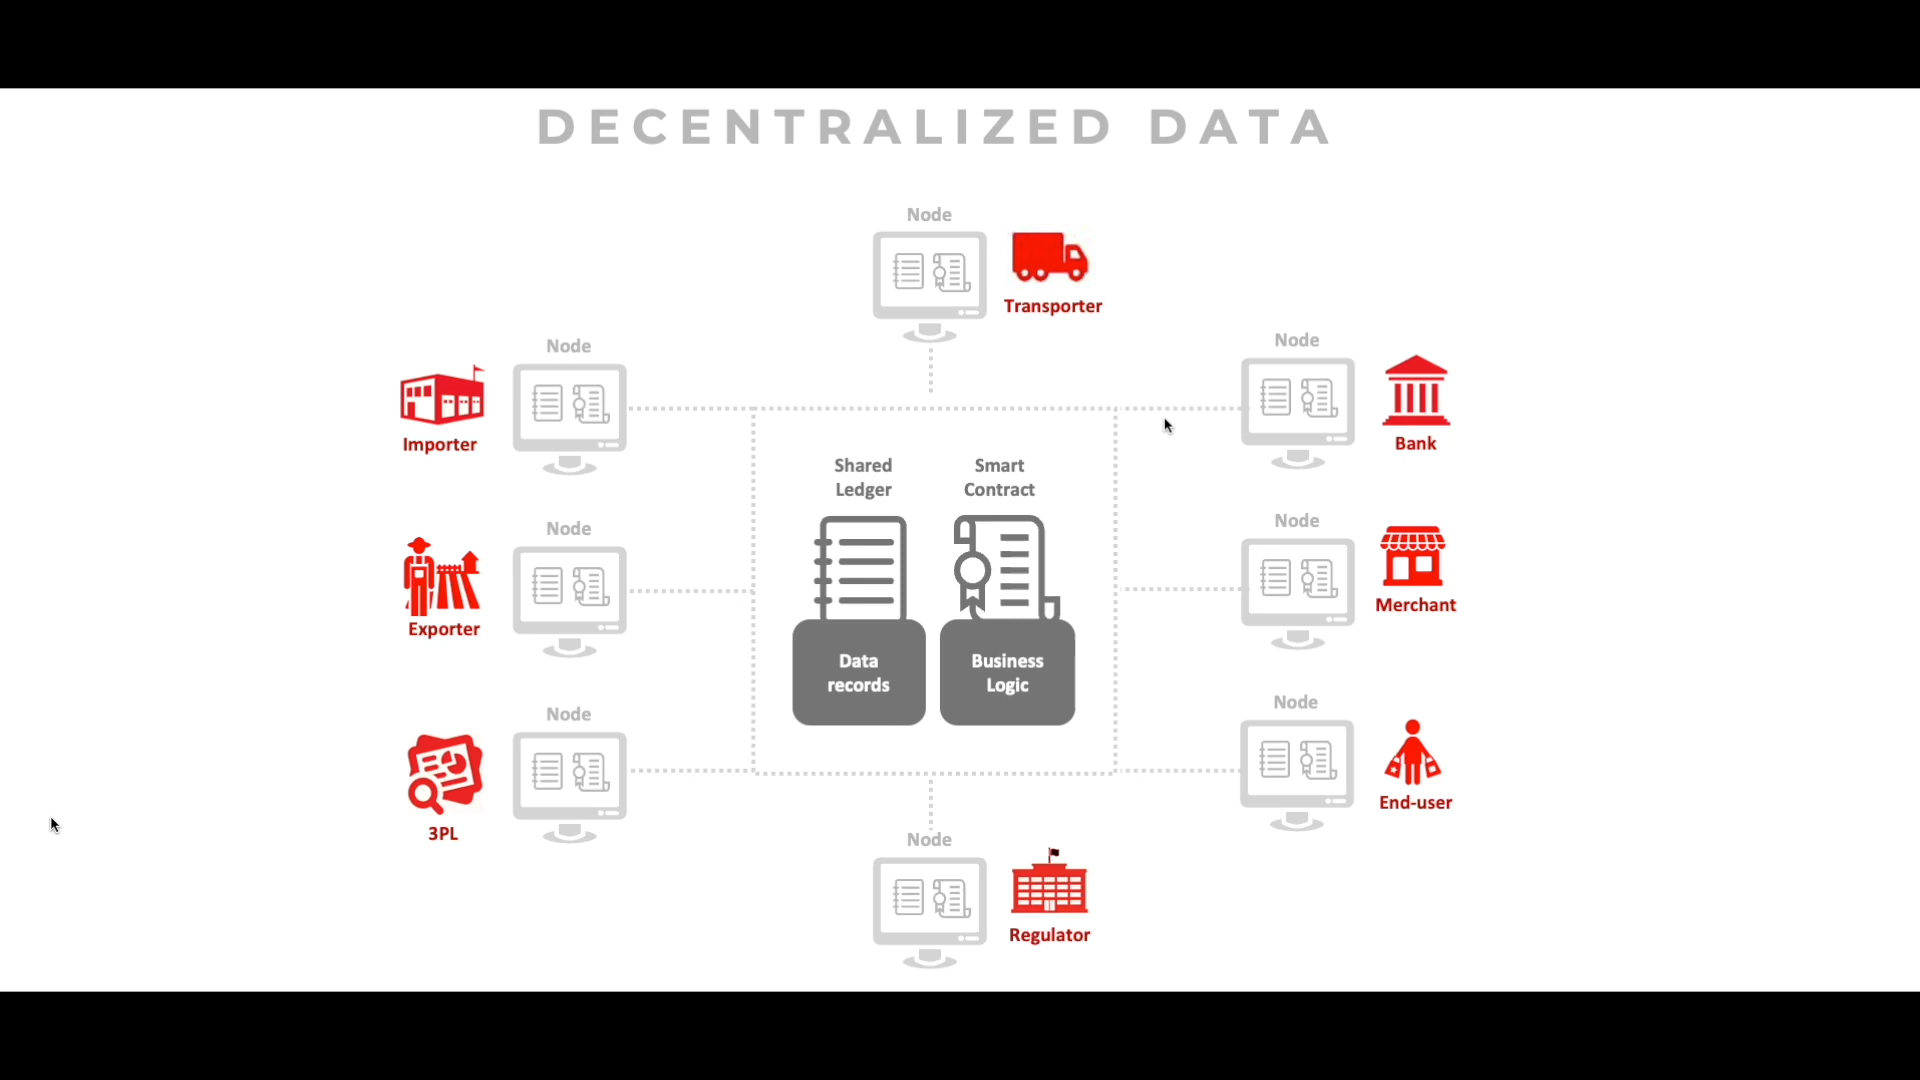 DECENTRALIZED DATA
Node
Transporter
Node
Importer
Node
Bank
Shared
Ledger
Smart
Contract
Node
Exporter
Node
Merchant
Data
records
Business
Logic
Node
3PL
Node
End-user
Node
Regulator